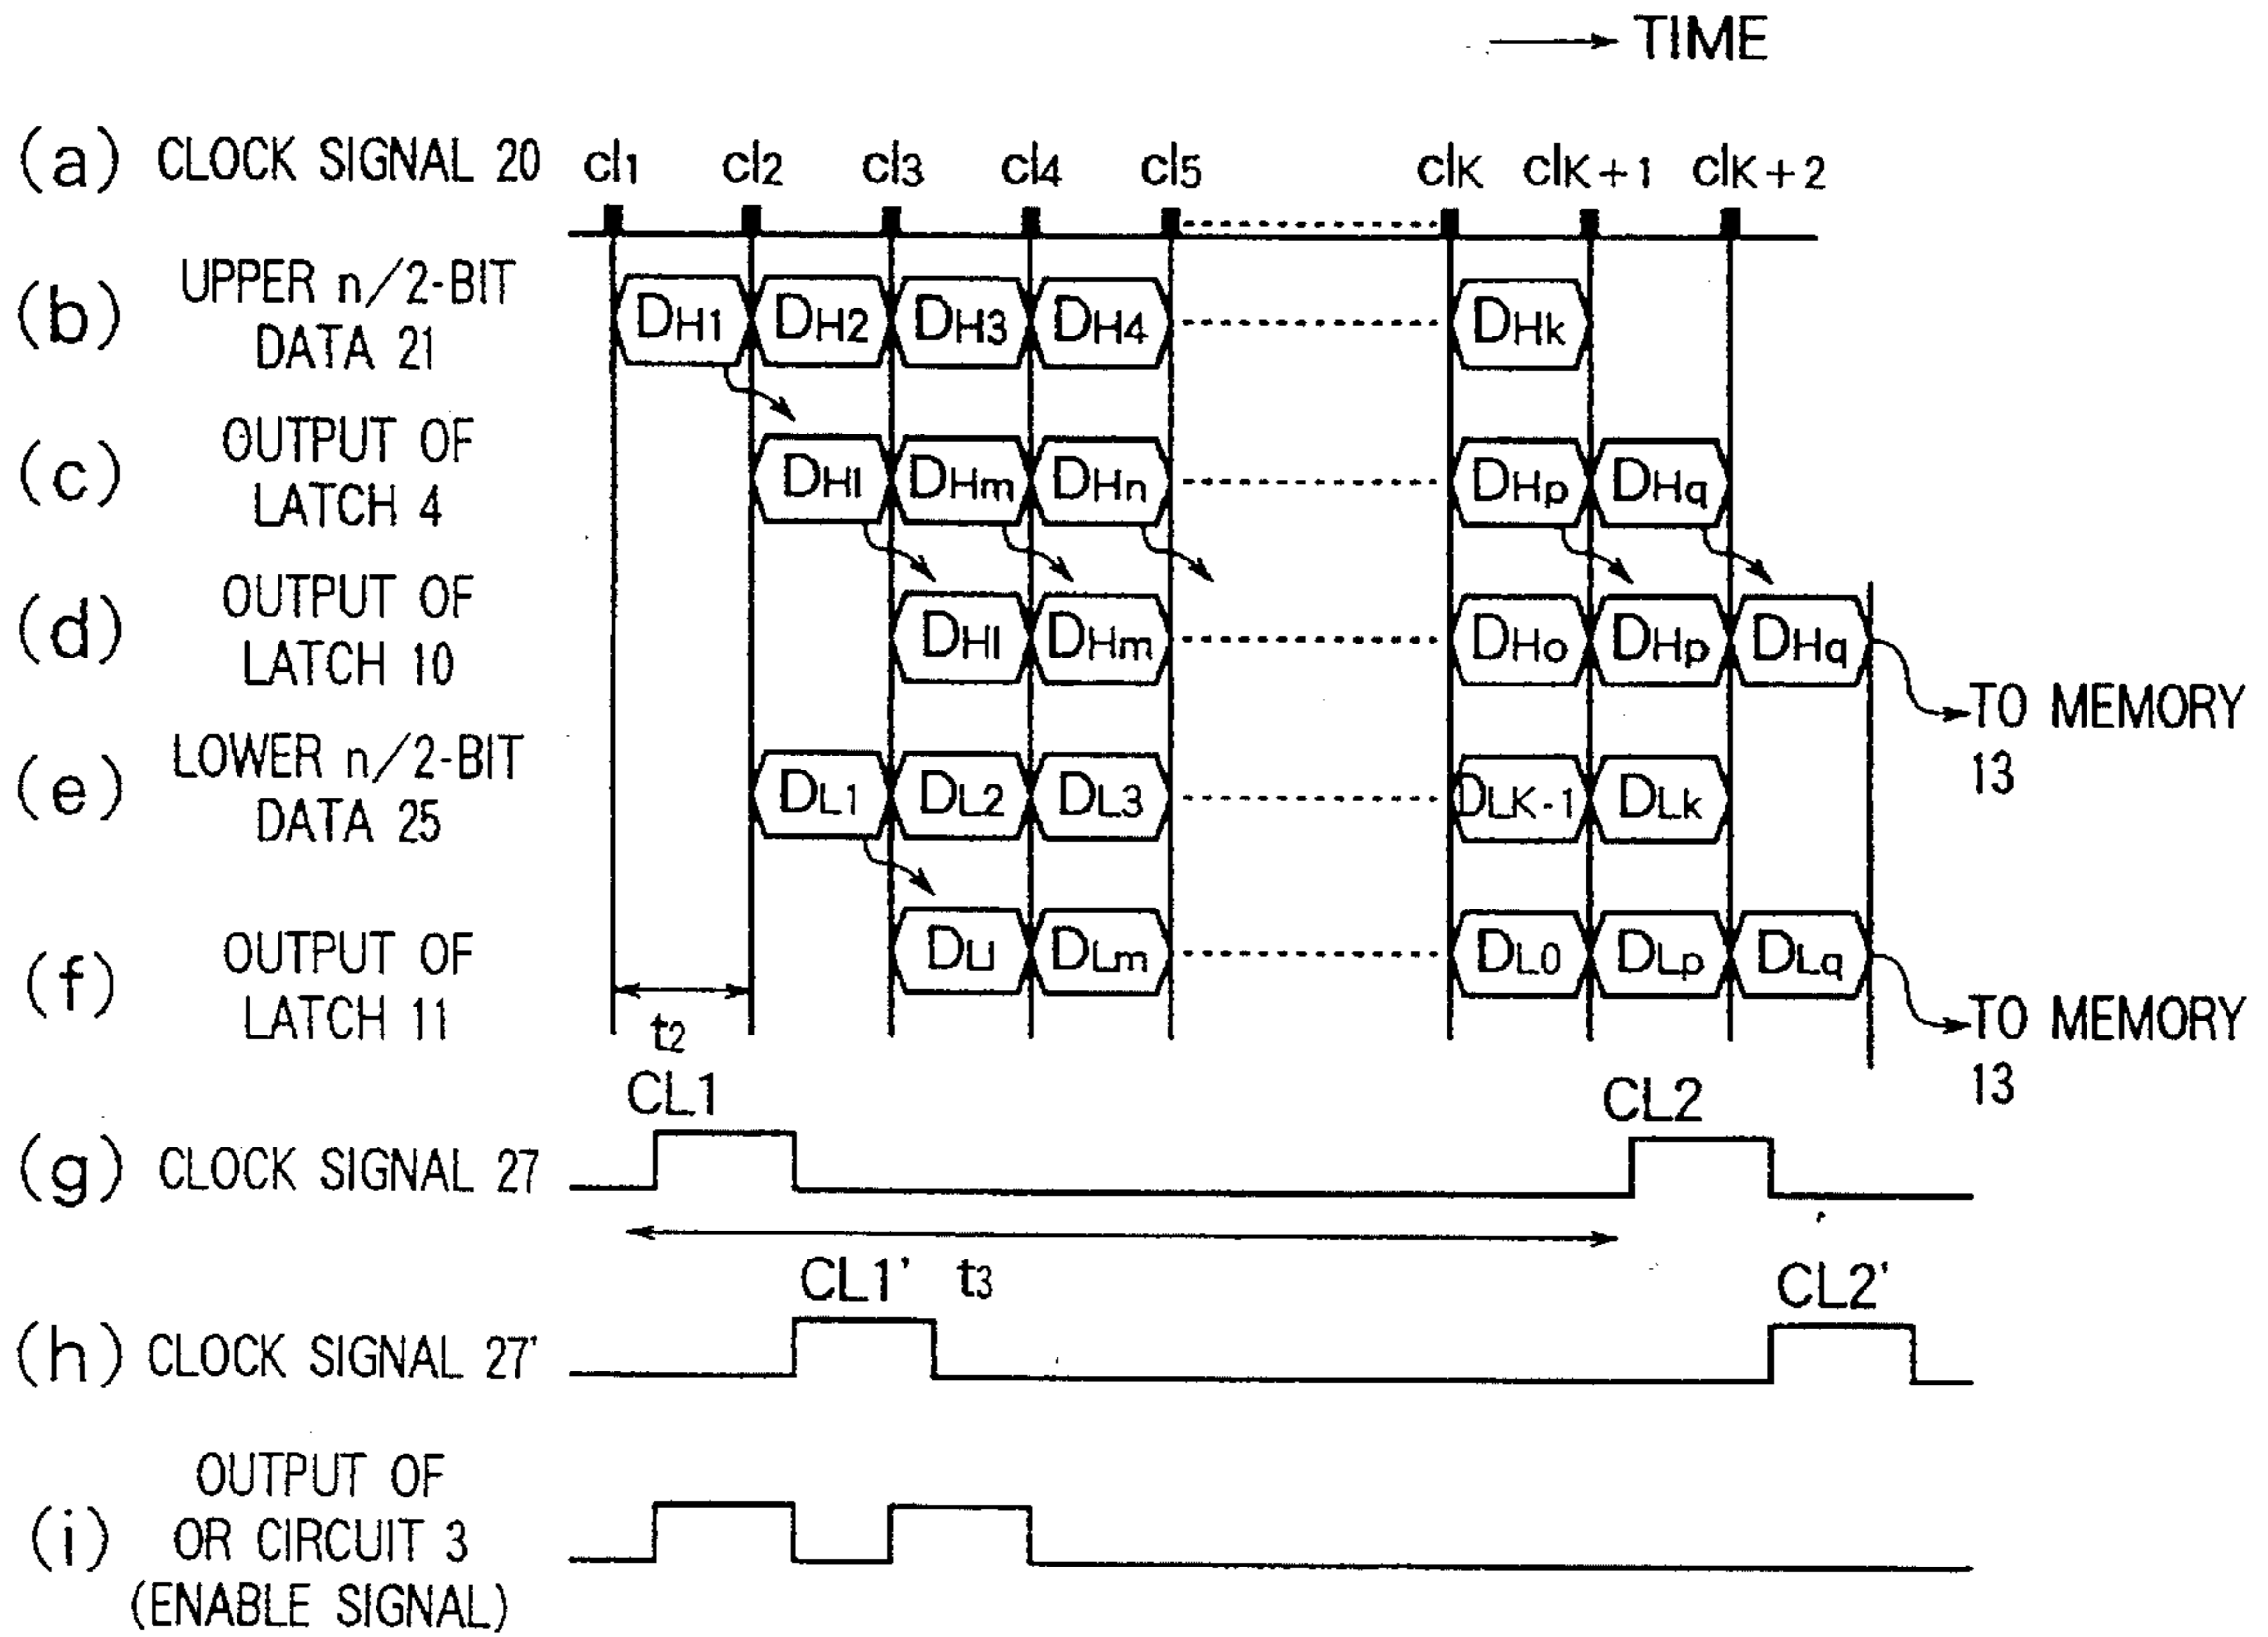 TIME
(a) CLOCK SIGNAL 20 cl1 cl2 cl3 cl4 cl5 clK clK+1 clK+2
(b) UPPER n/2-BIT
DATA 21
DH1 DH2 DH3 DH4 DHk
(c) OUTPUT OF
LATCH 4
DHl DHm DHn DHp DHq
(d) OUTPUT OF
LATCH 10
DHl DHm DHo DHp DHq
TO MEMORY
13
(e) LOWER n/2-BIT
DATA 25
DL1 DL2 DL3 DLK-1 DLk
(f) OUTPUT OF
LATCH 11
DLl DLm DL0 DLp DLq
TO MEMORY
13
t2
CL1 CL2
(g) CLOCK SIGNAL 27
CL1' t3 CL2'
(h) CLOCK SIGNAL 27'
(i) OUTPUT OF
OR CIRCUIT 3
(ENABLE SIGNAL)